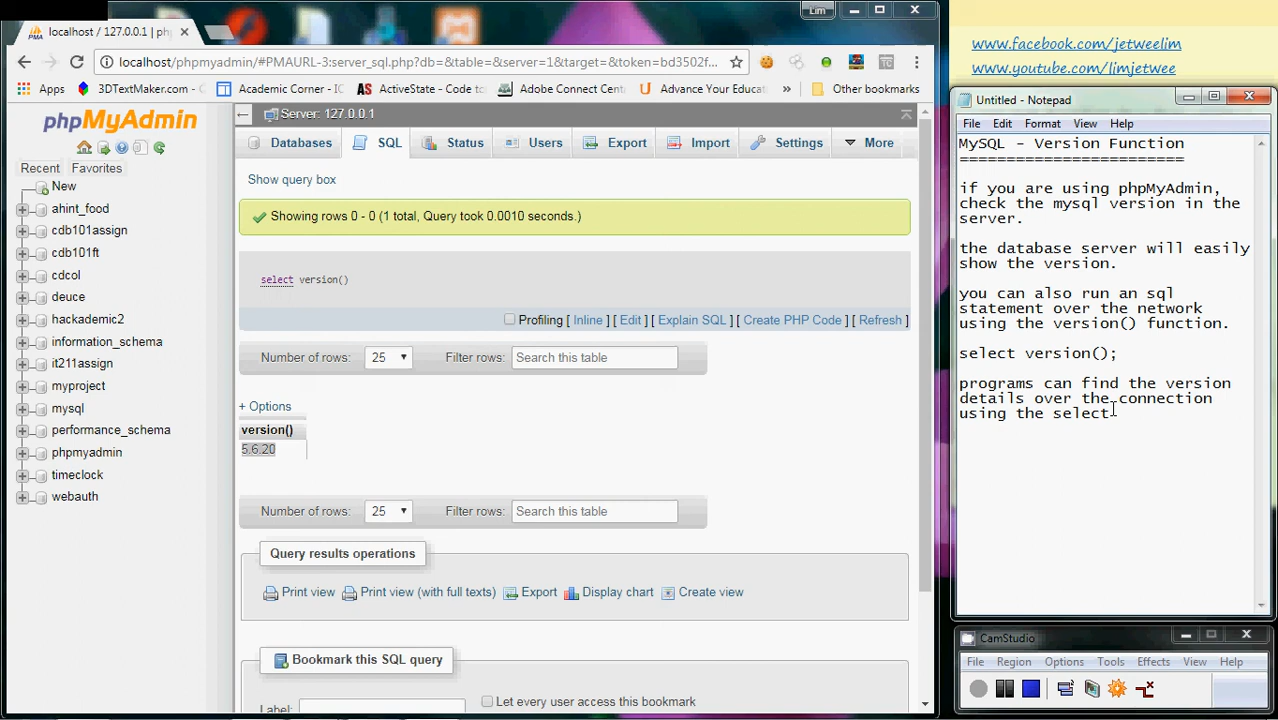 Lim
localhost / 127.0.0.1 | ph
localhost/phpmyadmin/#PMAURL-3:server_sql.php?db=&table=&server=1&target=&token=bd3502f...
Apps
3DTextMaker.com - O
Academic Corner - IC
ActiveState - Code to
Adobe Connect Cent
Advance Your Educat
»
Other bookmarks
phpMyAdmin
Recent
Favorites
New
ahint_food
cdb101assign
cdb101ft
cdcol
deuce
hackademic2
information_schema
it211assign
myproject
mysql
performance_schema
phpmyadmin
timeclock
webauth
Server: 127.0.0.1
Databases
SQL
Status
Users
Export
Import
Settings
More
Show query box
Showing rows 0 - 0 (1 total, Query took 0.0010 seconds.)
select version()
Profiling [ Inline ] [ Edit ] [ Explain SQL ] [ Create PHP Code ] [ Refresh ]
Number of rows: 25 Filter rows: Search this table
+ Options
version()
5.6.20
Number of rows: 25 Filter rows: Search this table
Query results operations
Print view
Print view (with full texts)
Export
Display chart
Create view
Bookmark this SQL query
Label:
Let every user access this bookmark
www.facebook.com/jetweelim
www.youtube.com/limjetwee
Untitled - Notepad
File Edit Format View Help
MySQL - Version Function
========================
if you are using phpMyAdmin,
check the mysql version in the
server.
the database server will easily
show the version.
you can also run an sql
statement over the network
using the version() function.
select version();
programs can find the version
details over the connection
using the select
CamStudio
File Region Options Tools Effects View Help